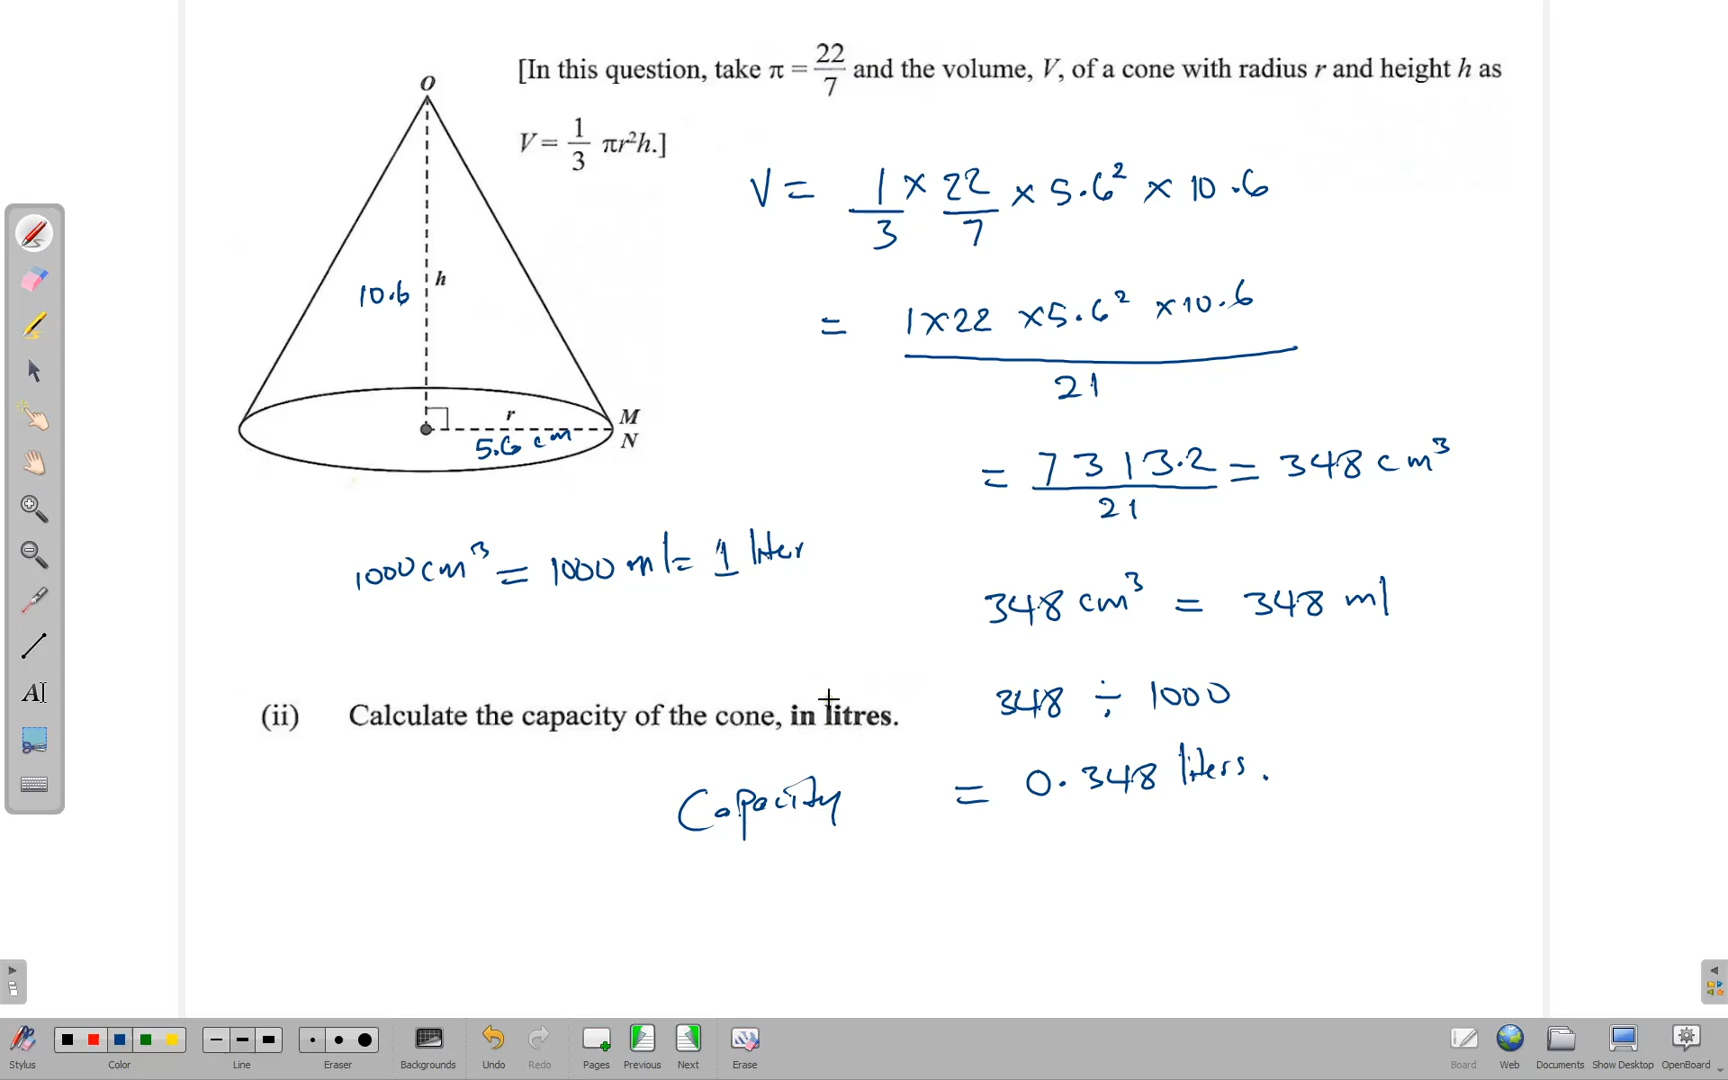 [In this question, take π = 22/7 and the volume, V, of a cone with radius r and height h as
V = 1/3 πr²h.]
O
h
10.6
r
5.6 cm
M
N
V = 1/3 × 22/7 × 5.6² × 10.6
= 1×22 ×5.6² ×10.6 / 21
= 7313.2 / 21 = 348 cm³
1000 cm³ = 1000 ml = 1 liter
348 cm³ = 348 ml
348 ÷ 1000
(ii) Calculate the capacity of the cone, in litres.
Capacity = 0.348 liters.
AI
Stylus
Color
Line
Eraser
Backgrounds
Undo
Redo
Pages
Previous
Next
Erase
Board
Web
Documents
Show Desktop
OpenBoard